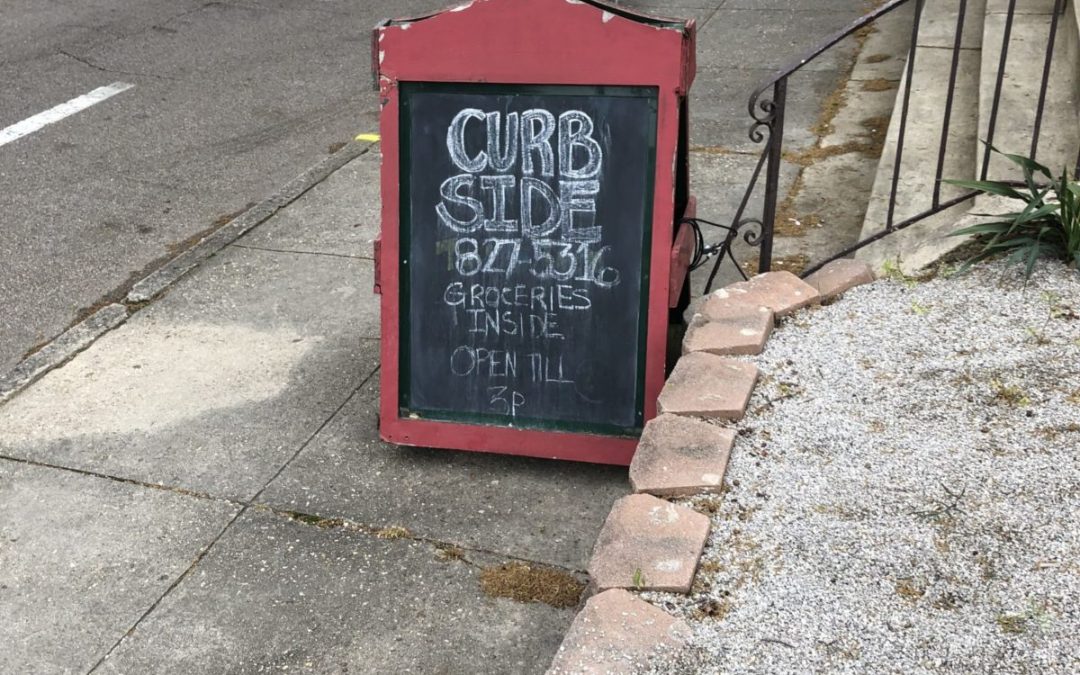 CURB
SIDE
827-5316
GROCERIES
INSIDE
OPEN TILL
3p